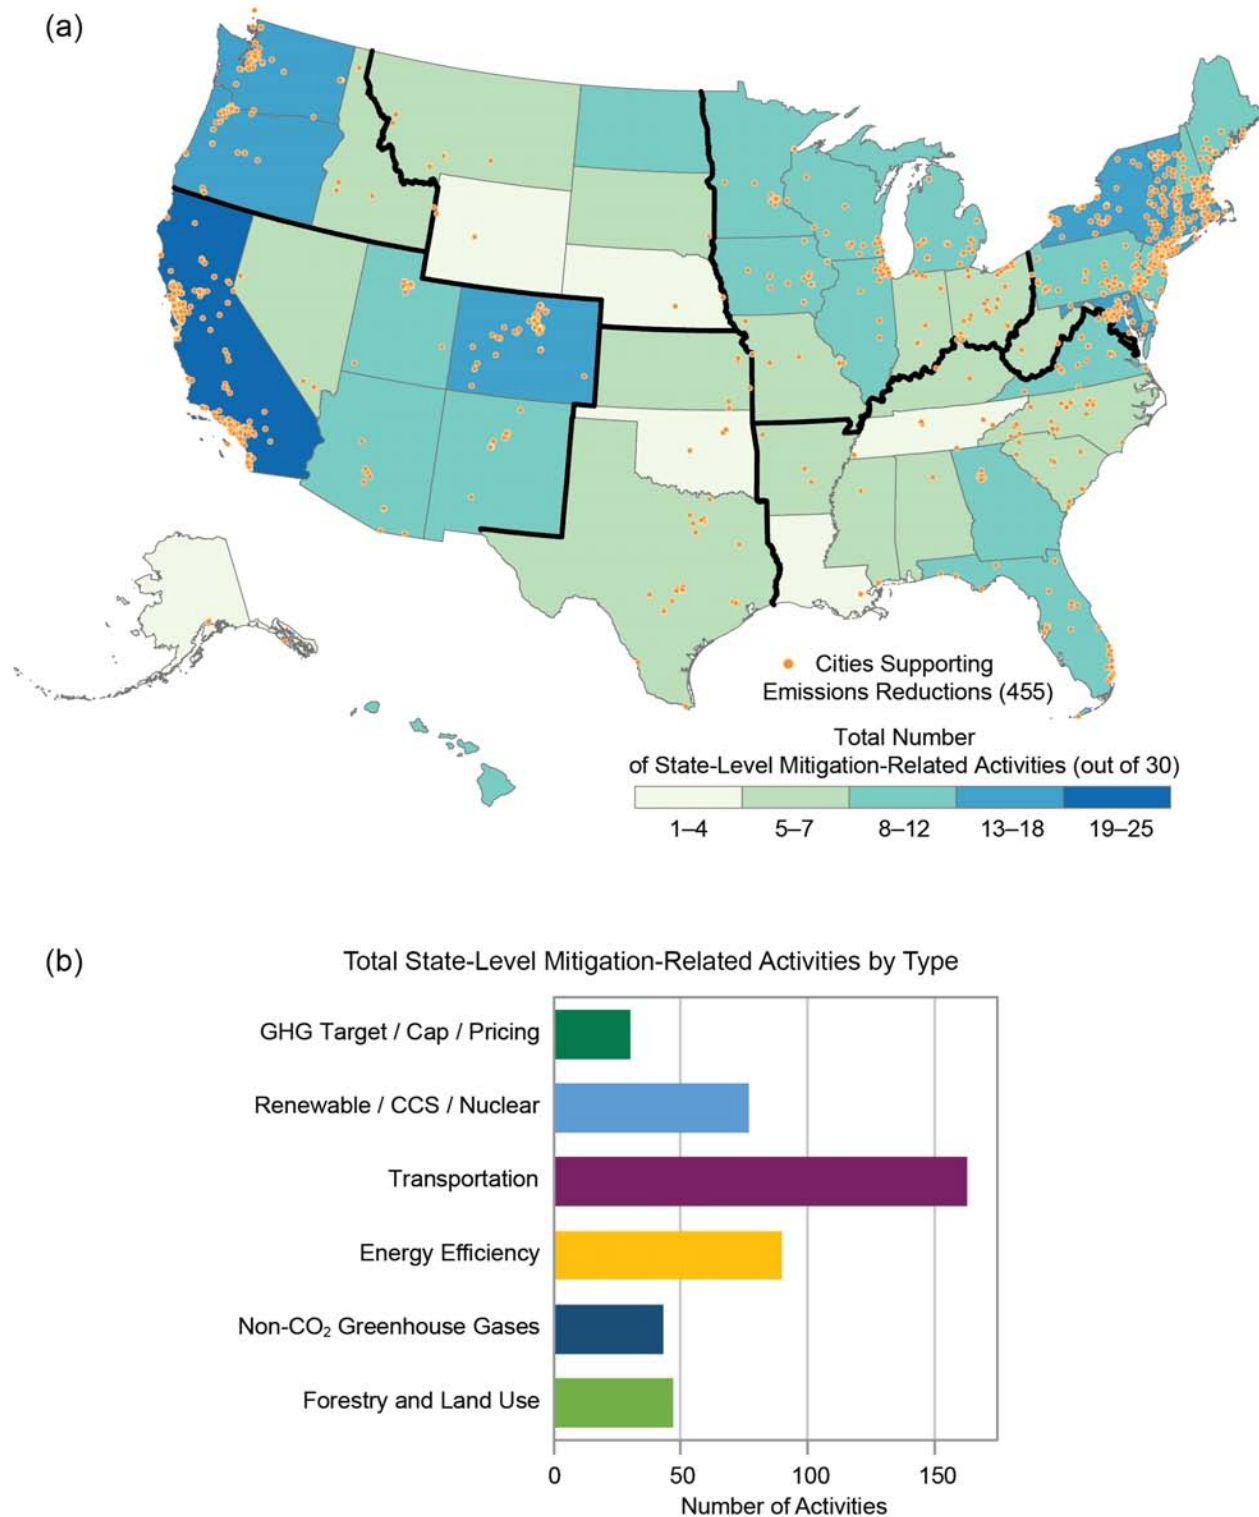 (a)
Cities Supporting
Emissions Reductions (455)
Total Number
of State-Level Mitigation-Related Activities (out of 30)
1–4 5–7 8–12 13–18 19–25
(b)
Total State-Level Mitigation-Related Activities by Type
GHG Target / Cap / Pricing
Renewable / CCS / Nuclear
Transportation
Energy Efficiency
Non-CO₂ Greenhouse Gases
Forestry and Land Use
0 50 100 150
Number of Activities